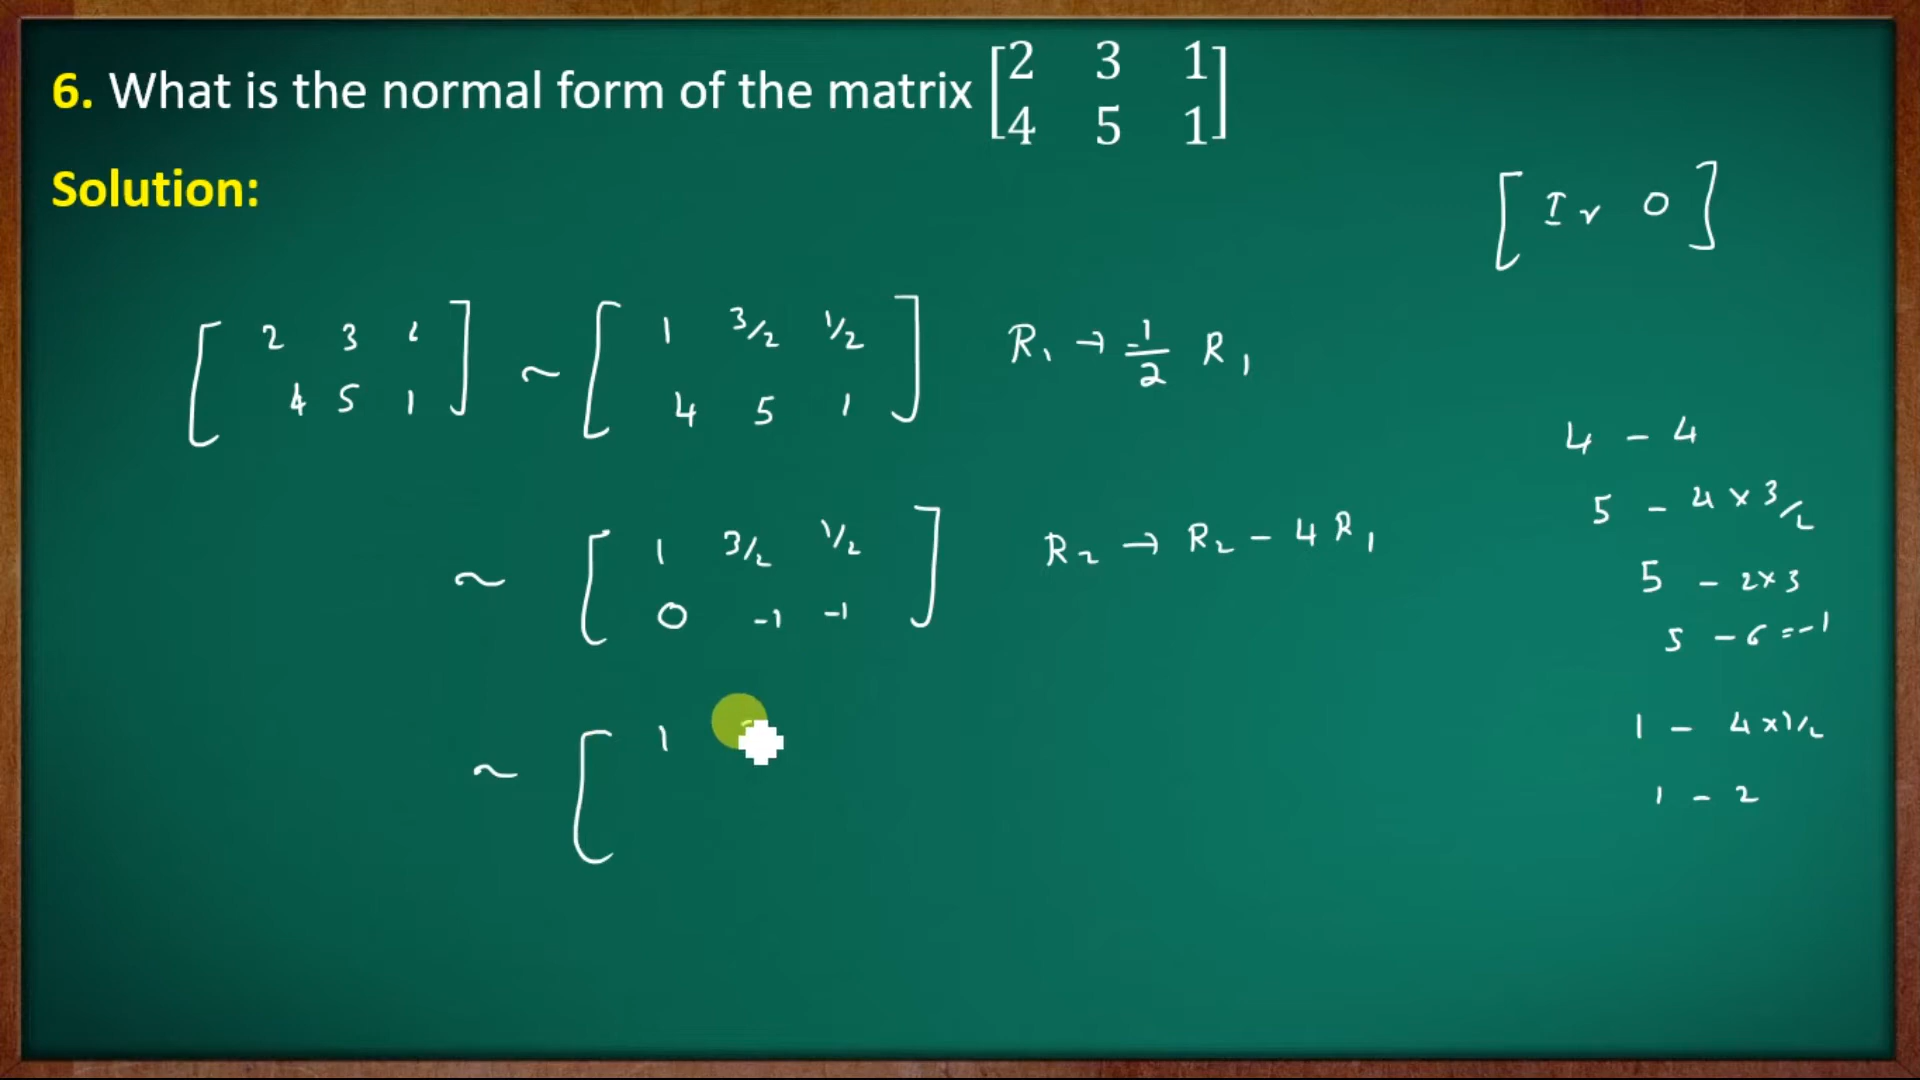 6. What is the normal form of the matrix [2 3 1
4 5 1]
Solution:
[Ir 0]
[2 3 1
4 5 1] ~ [1 3/2 1/2
4 5 1] R1 → 1/2 R1
~ [1 3/2 1/2
0 -1 -1] R2 → R2 - 4R1
~ [1
4 - 4
5 - 4 × 3/2
5 - 2×3
5 - 6 = -1
1 - 4 × 1/2
1 - 2